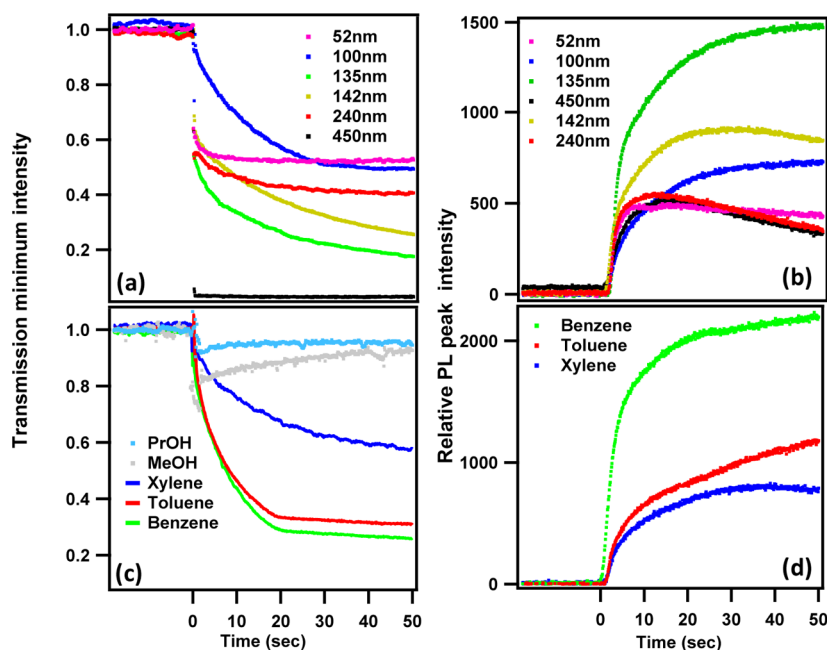 Transmission minimum intensity
1.0
0.8
0.6
0.4
0.2
52nm
100nm
135nm
142nm
240nm
450nm
(a)
Relative PL peak intensity
1500
1000
500
0
52nm
100nm
135nm
450nm
142nm
240nm
(b)
1.0
0.8
0.6
0.4
0.2
PrOH
MeOH
Xylene
Toluene
Benzene
(c)
0 10 20 30 40 50
Time (sec)
2000
1000
0
Benzene
Toluene
Xylene
(d)
0 10 20 30 40 50
Time (sec)